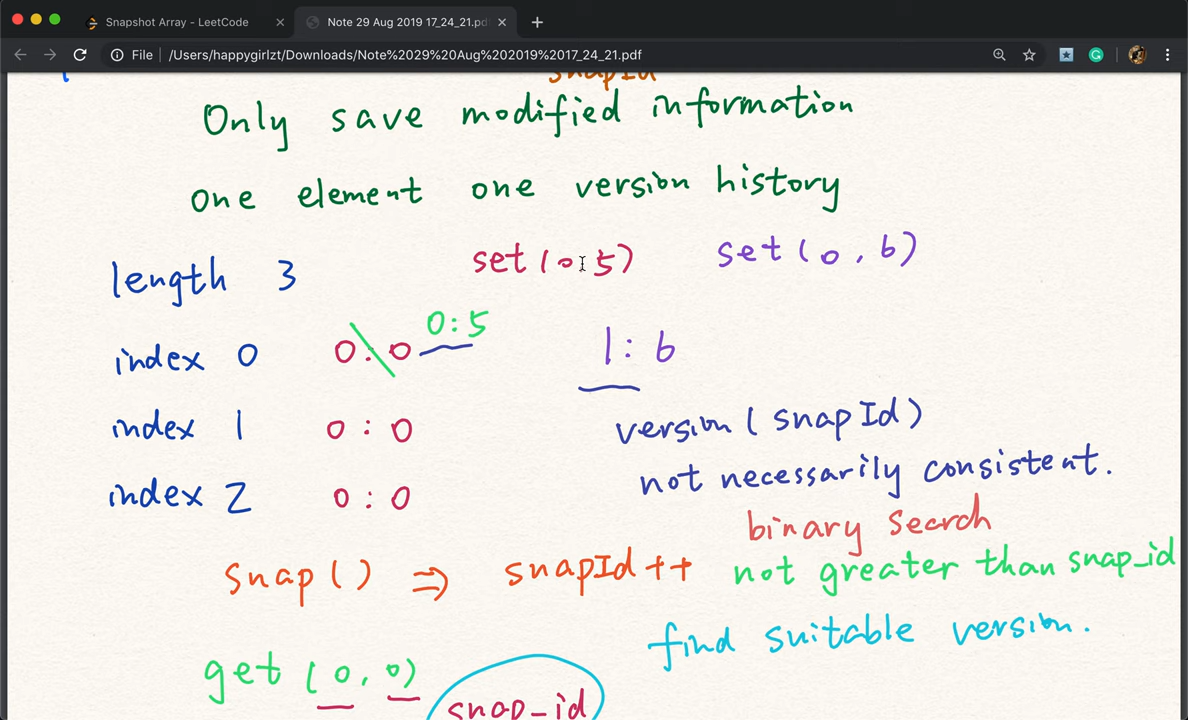 Snapshot Array - LeetCode
Note 29 Aug 2019 17_24_21.pd
File
/Users/happygirlzt/Downloads/Note%2029%20Aug%202019%2017_24_21.pdf
snapId
Only save modified information
one element one version history
set(0,5) set(0,6)
length 3
index 0 0:0 0:5 1:6
index 1 0:0
version(snapId)
not necessarily consistent.
index 2 0:0
binary search
snap() => snapId++ not greater than snap_id
find suitable version.
get(0,0)
snap_id